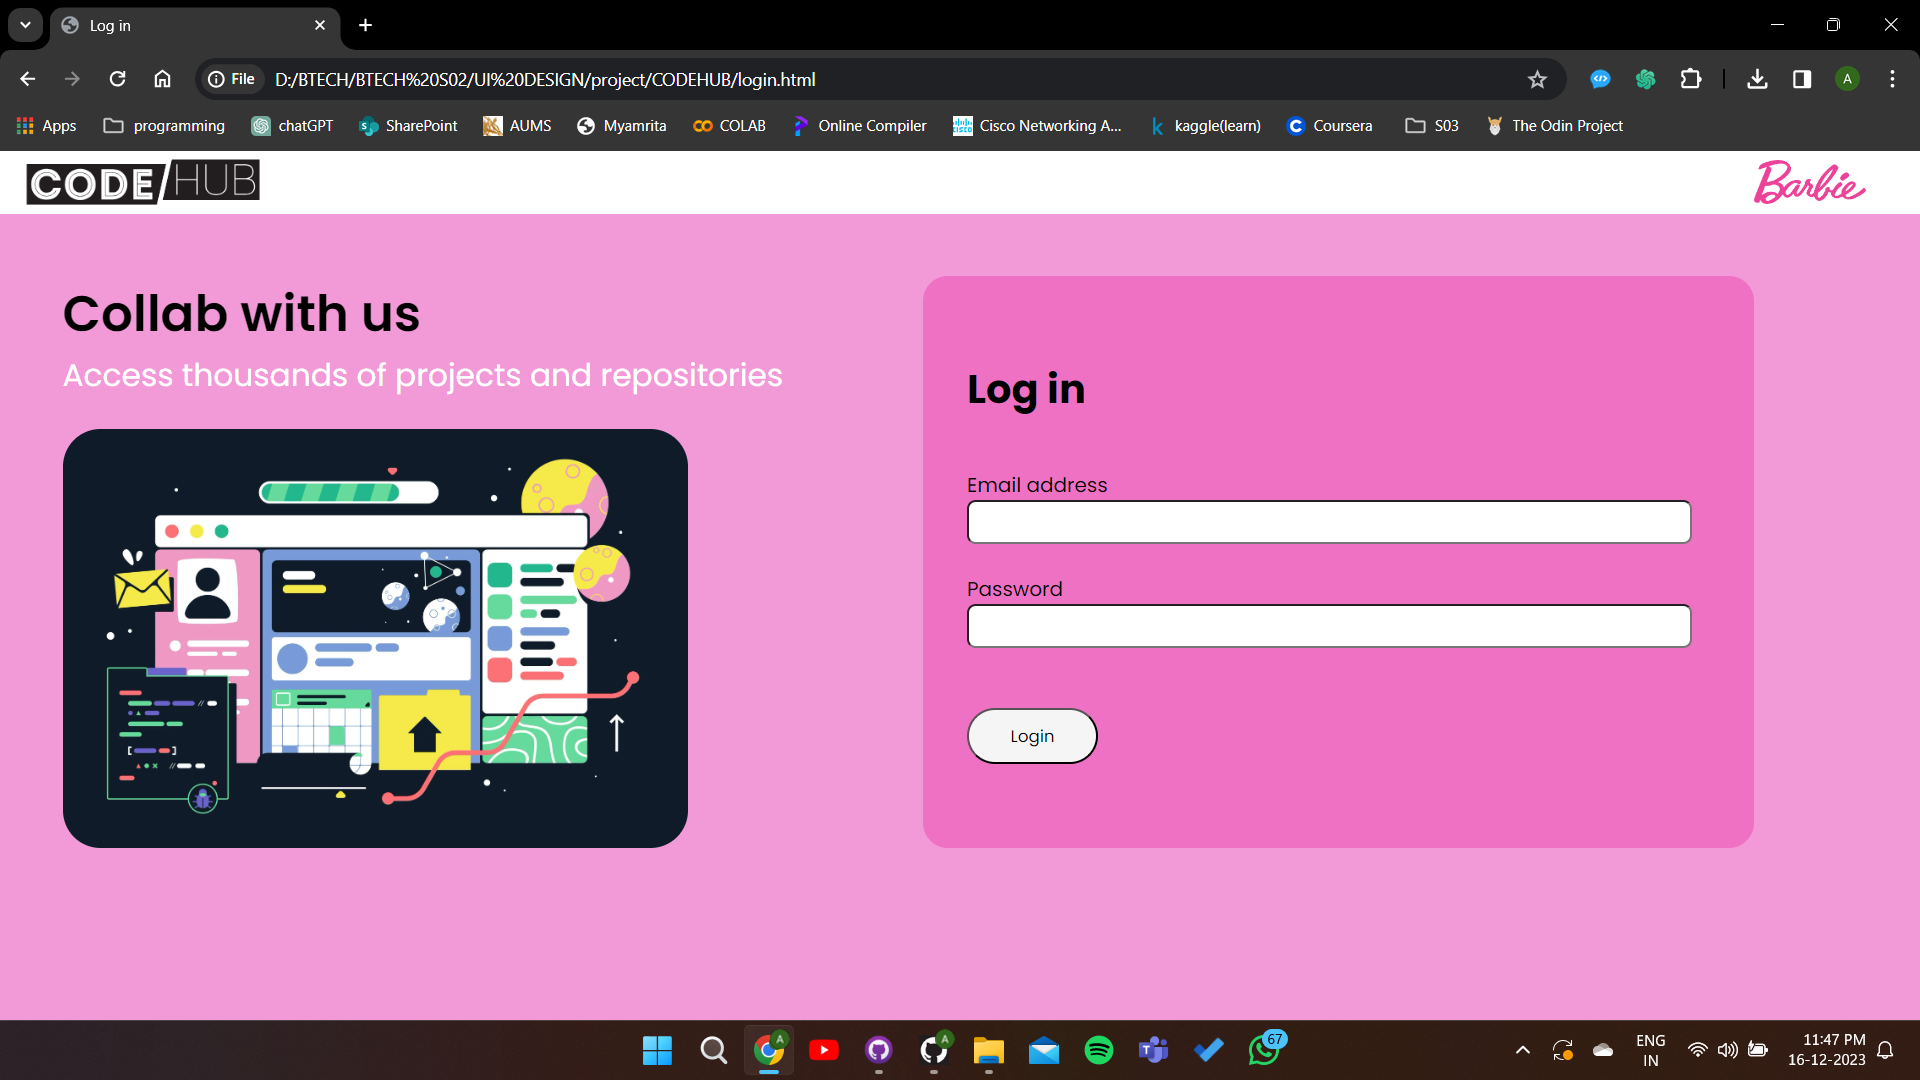 Log in
File
D:/BTECH/BTECH%20S02/UI%20DESIGN/project/CODEHUB/login.html
A
Apps
programming
chatGPT
SharePoint
AUMS
Myamrita
COLAB
Online Compiler
Cisco Networking A...
kaggle(learn)
Coursera
S03
The Odin Project
CODE/HUB
Barbie
Collab with us
Access thousands of projects and repositories
Log in
Email address
Password
Login
A
A
67
ENG
IN
11:47 PM
16-12-2023